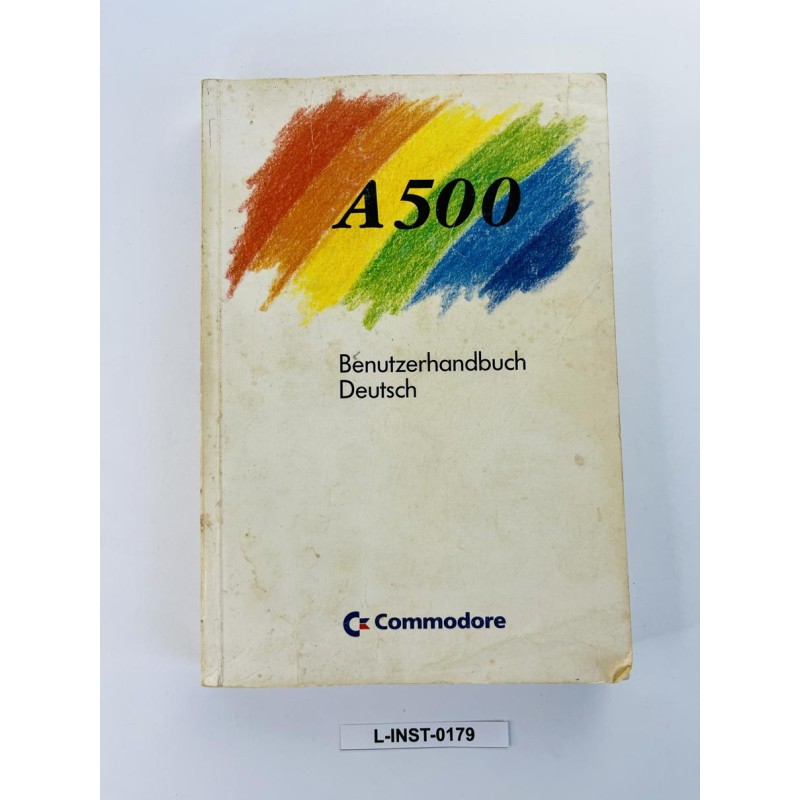 A500
Benutzerhandbuch
Deutsch
Commodore
L-INST-0179